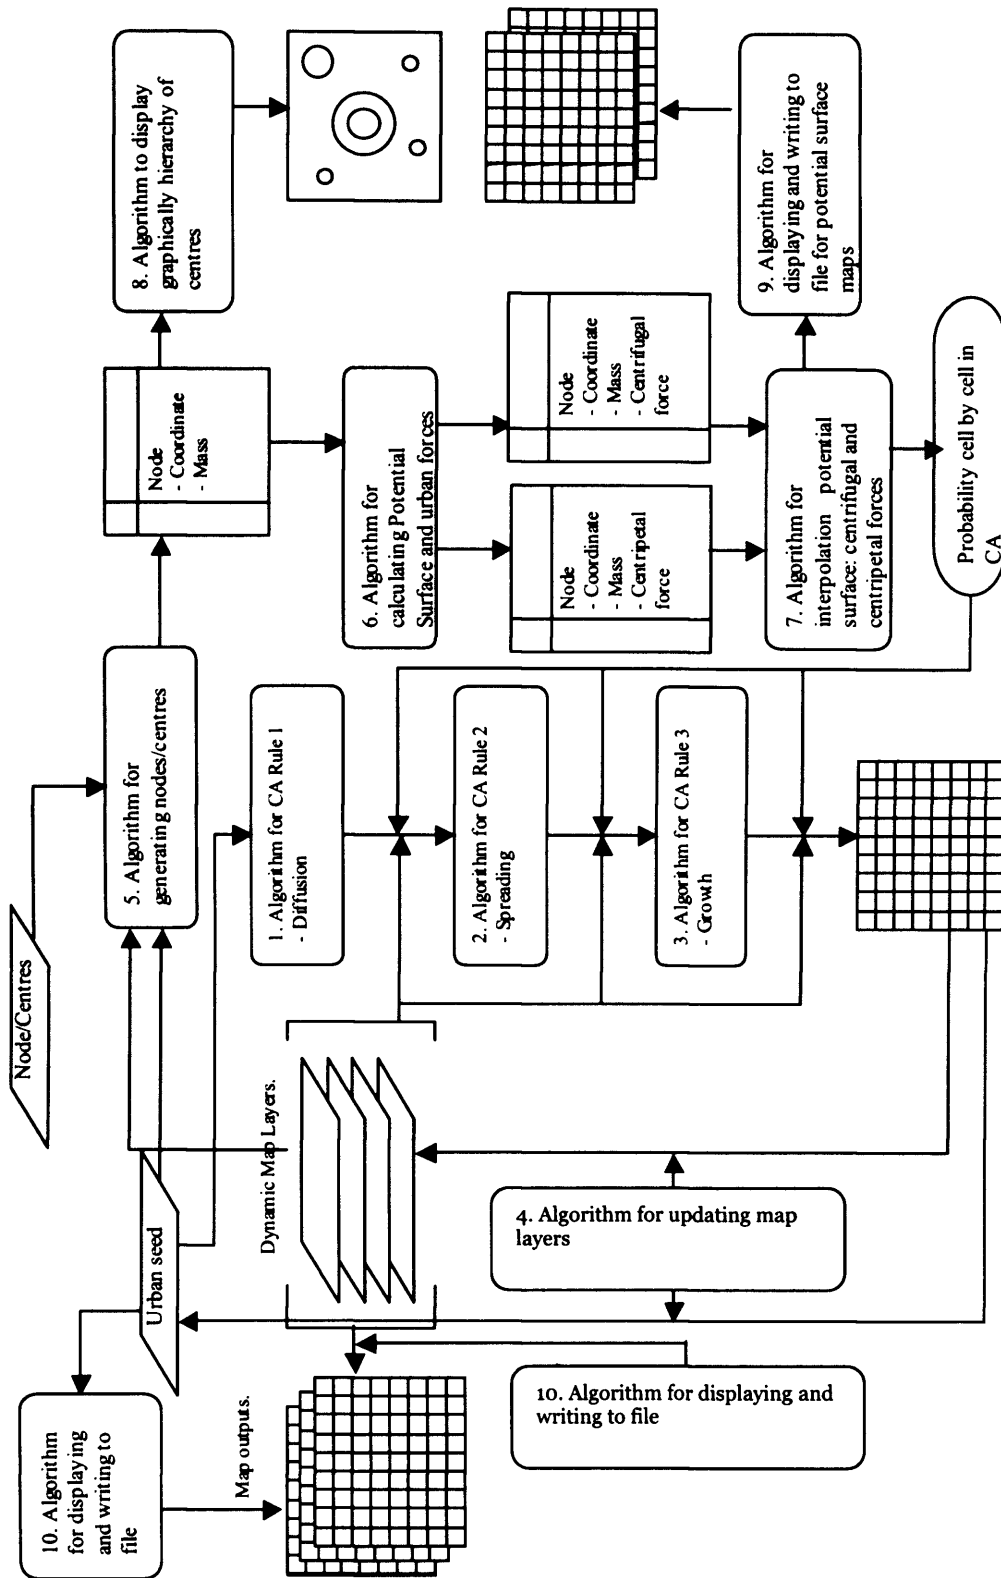 Node/Centres
Urban seed
10. Algorithm
for displaying
and writing to
file
5. Algorithm for
generating nodes/centres
Node
- Coordinate
- Mass
8. Algorithm to display
graphically hierarchy of
centres
1. Algorithm for CA Rule 1
- Diffusion
6. Algorithm for
calculating Potential
Surface and urban forces
Dynamic Map Layers.
Map outputs.
2. Algorithm for CA Rule 2
- Spreading
Node
- Coordinate
- Mass
- Centripetal
force
Node
- Coordinate
- Mass
- Centrifugal
force
3. Algorithm for CA Rule 3
- Growth
4. Algorithm for updating map
layers
10. Algorithm for displaying and
writing to file
7. Algorithm for
interpolation potential
surface: centrifugal and
centripetal forces
9. Algorithm for
displaying and writing to
file for potential surface
maps
Probability cell by cell in
CA